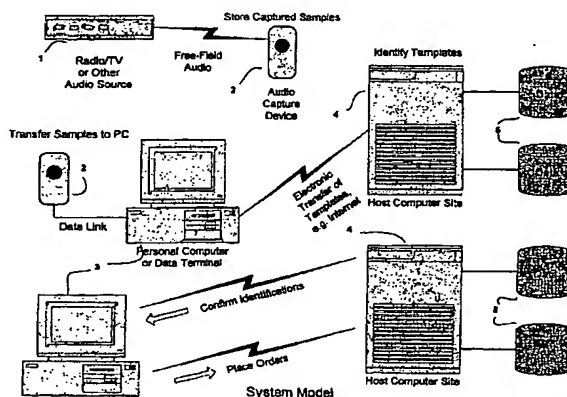 Store Captured Samples
1
Radio/TV
or Other
Audio Source
Free-Field
Audio
2
Audio
Capture
Device
Identity Templates
4
5
Host Computer Site
Transfer Samples to PC
2
Data Link
Personal Computer
or Data Terminal
3
Electronic
Transfer of
Templates,
e.g. Internet
4
Confirm Identifications
Place Orders
Host Computer Site
System Model